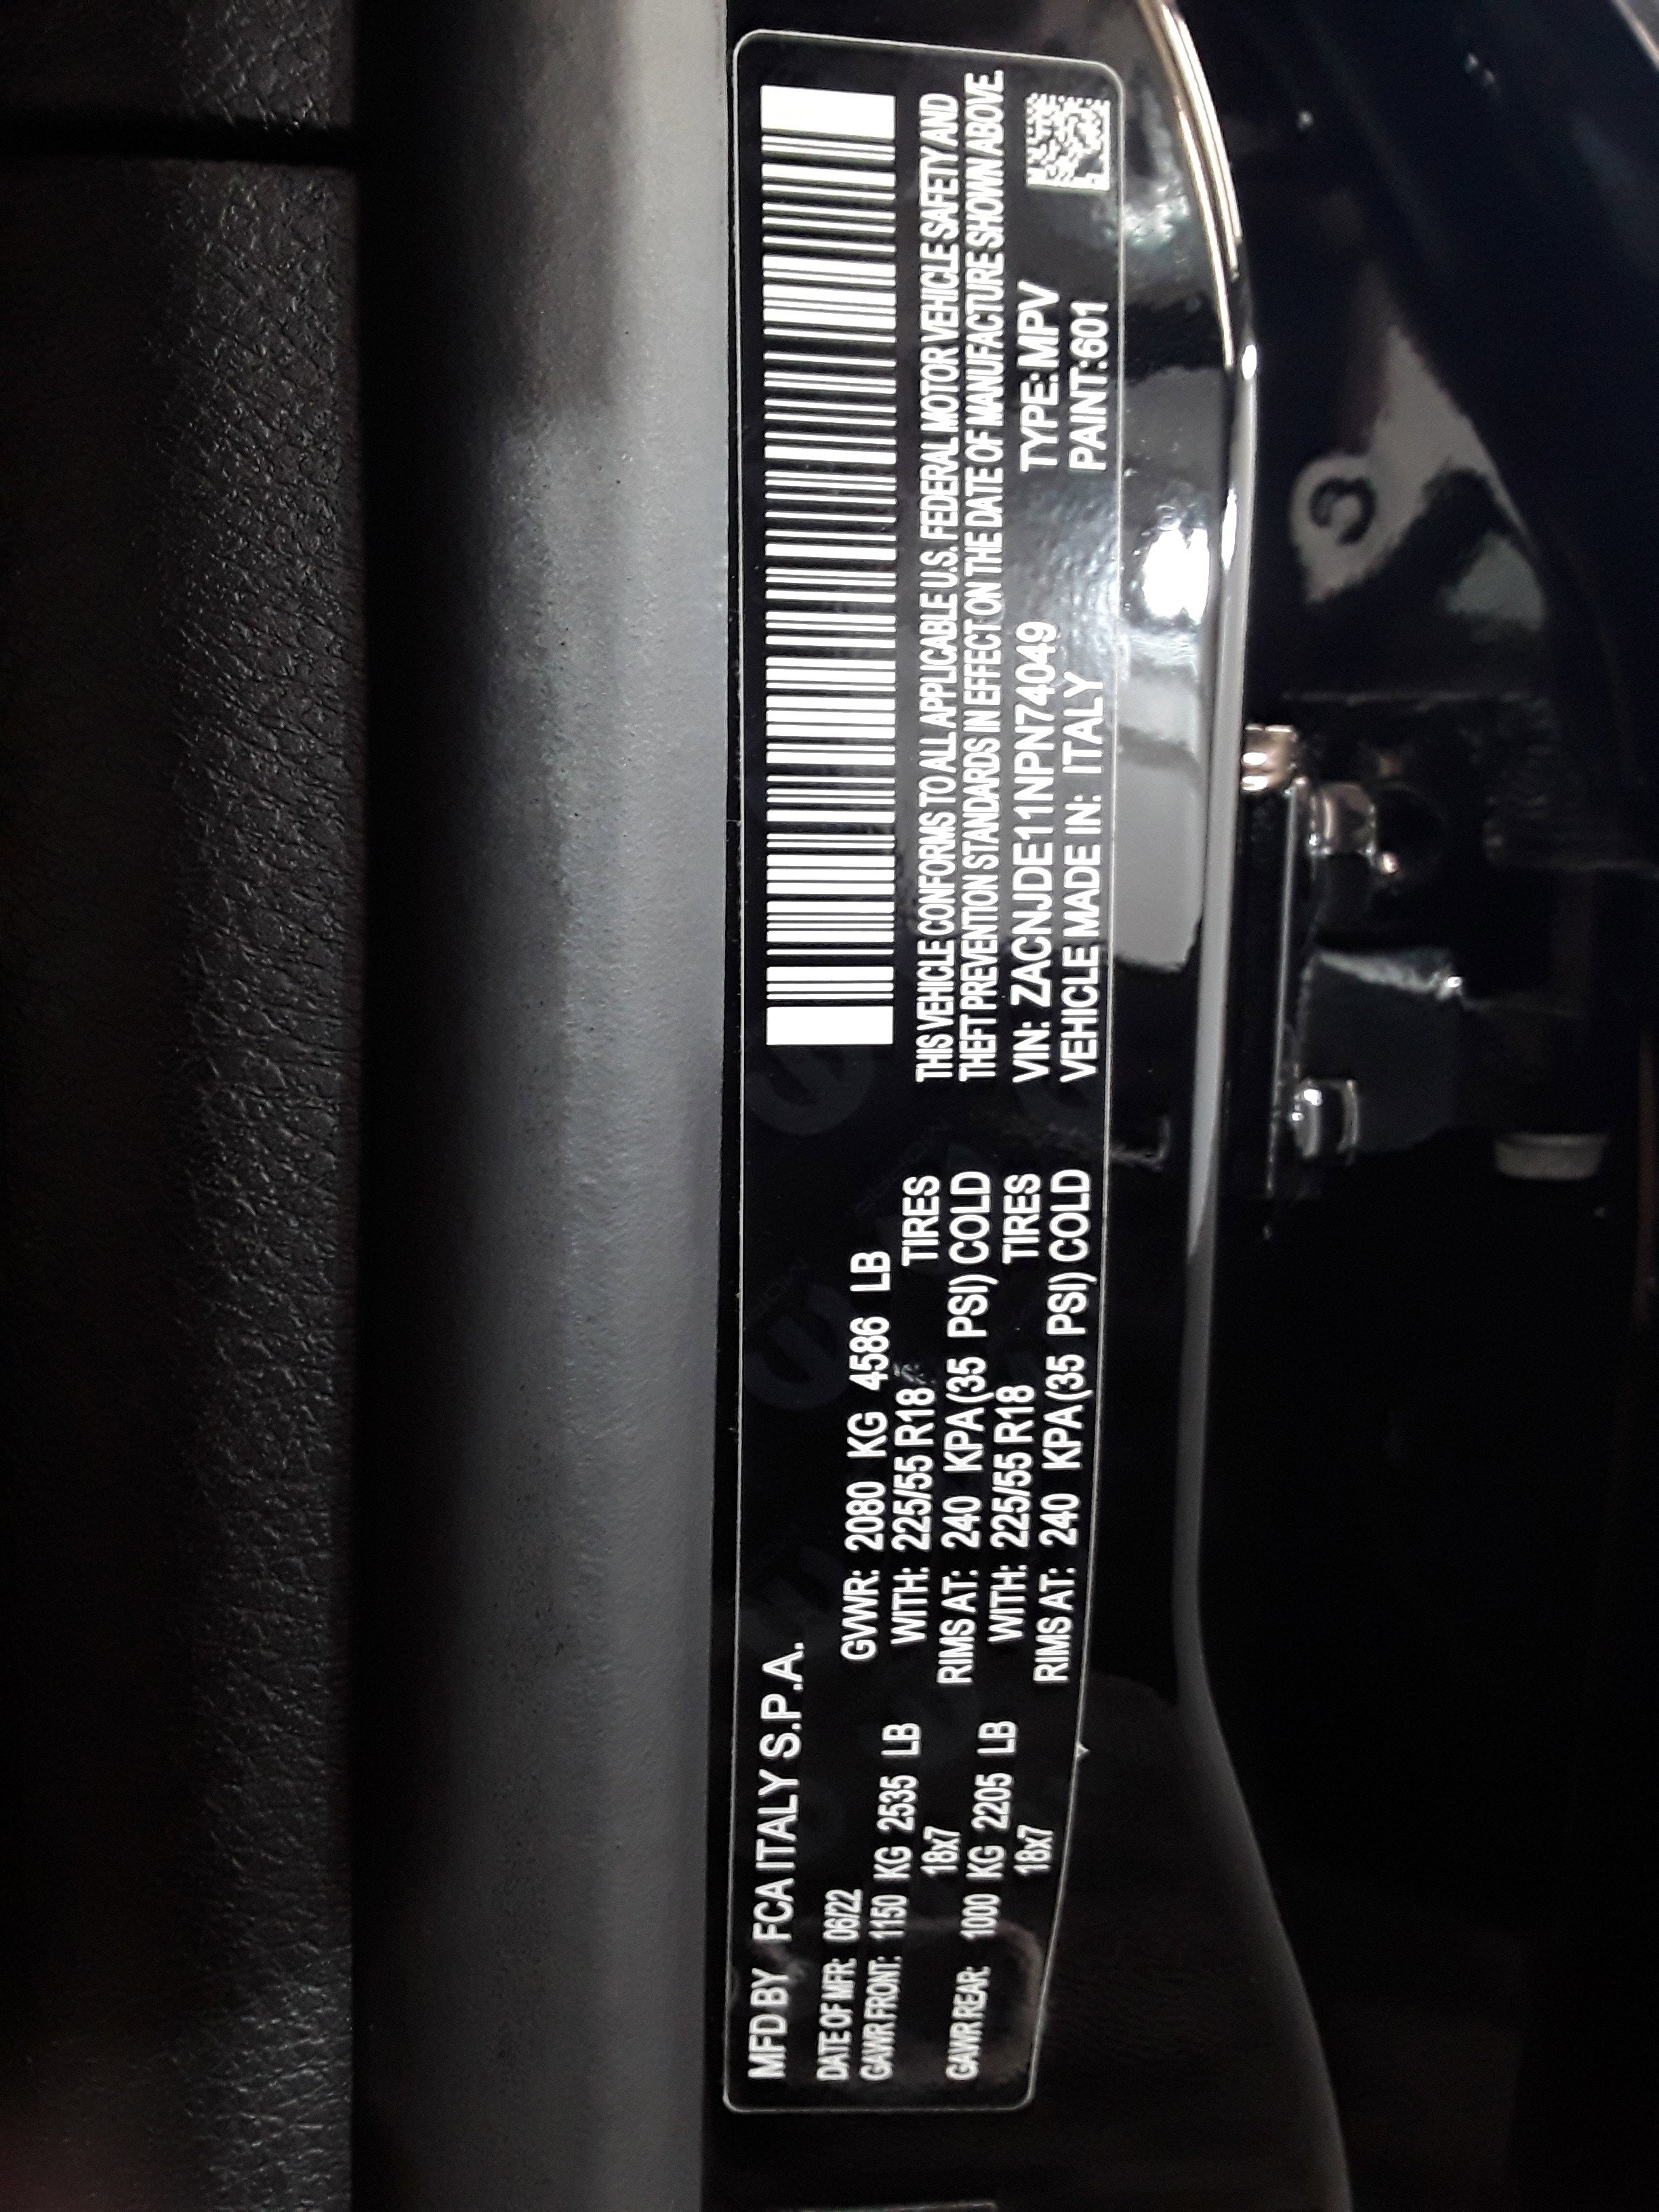 MFD BY FCA ITALY S.P.A.
DATE OF MFR: 06/22
GAWR FRONT: 1150 KG 2535 LB
18x7
GAWR REAR: 1000 KG 2205 LB
18x7
GVWR: 2080 KG 4586 LB
WITH: 225/55 R18 TIRES
RIMS AT: 240 KPA(35 PSI) COLD
WITH: 225/55 R18 TIRES
RIMS AT: 240 KPA(35 PSI) COLD
THIS VEHICLE CONFORMS TO ALL APPLICABLE U.S. FEDERAL MOTOR VEHICLE SAFETY AND
THEFT PREVENTION STANDARDS IN EFFECT ON THE DATE OF MANUFACTURE SHOWN ABOVE.
VIN: ZACNJDE11NPN74049 TYPE: MPV
VEHICLE MADE IN: ITALY PAINT:601